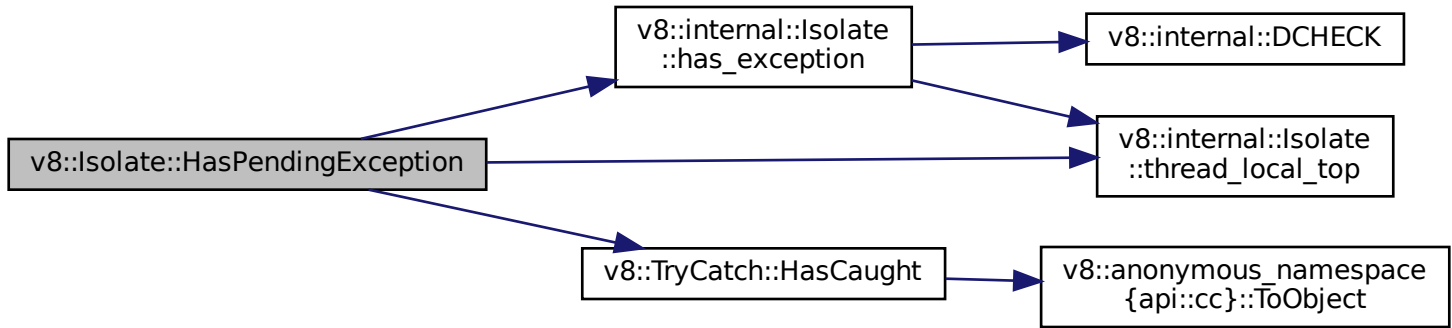 v8::Isolate::HasPendingException
v8::internal::Isolate
::has_exception
v8::internal::DCHECK
v8::internal::Isolate
::thread_local_top
v8::TryCatch::HasCaught
v8::anonymous_namespace
{api::cc}::ToObject